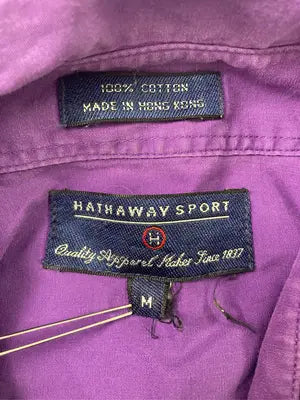 100% COTTON
MADE IN HONG KONG
HATHAWAY SPORT
H
Quality Apparel Maker Since 1837
M